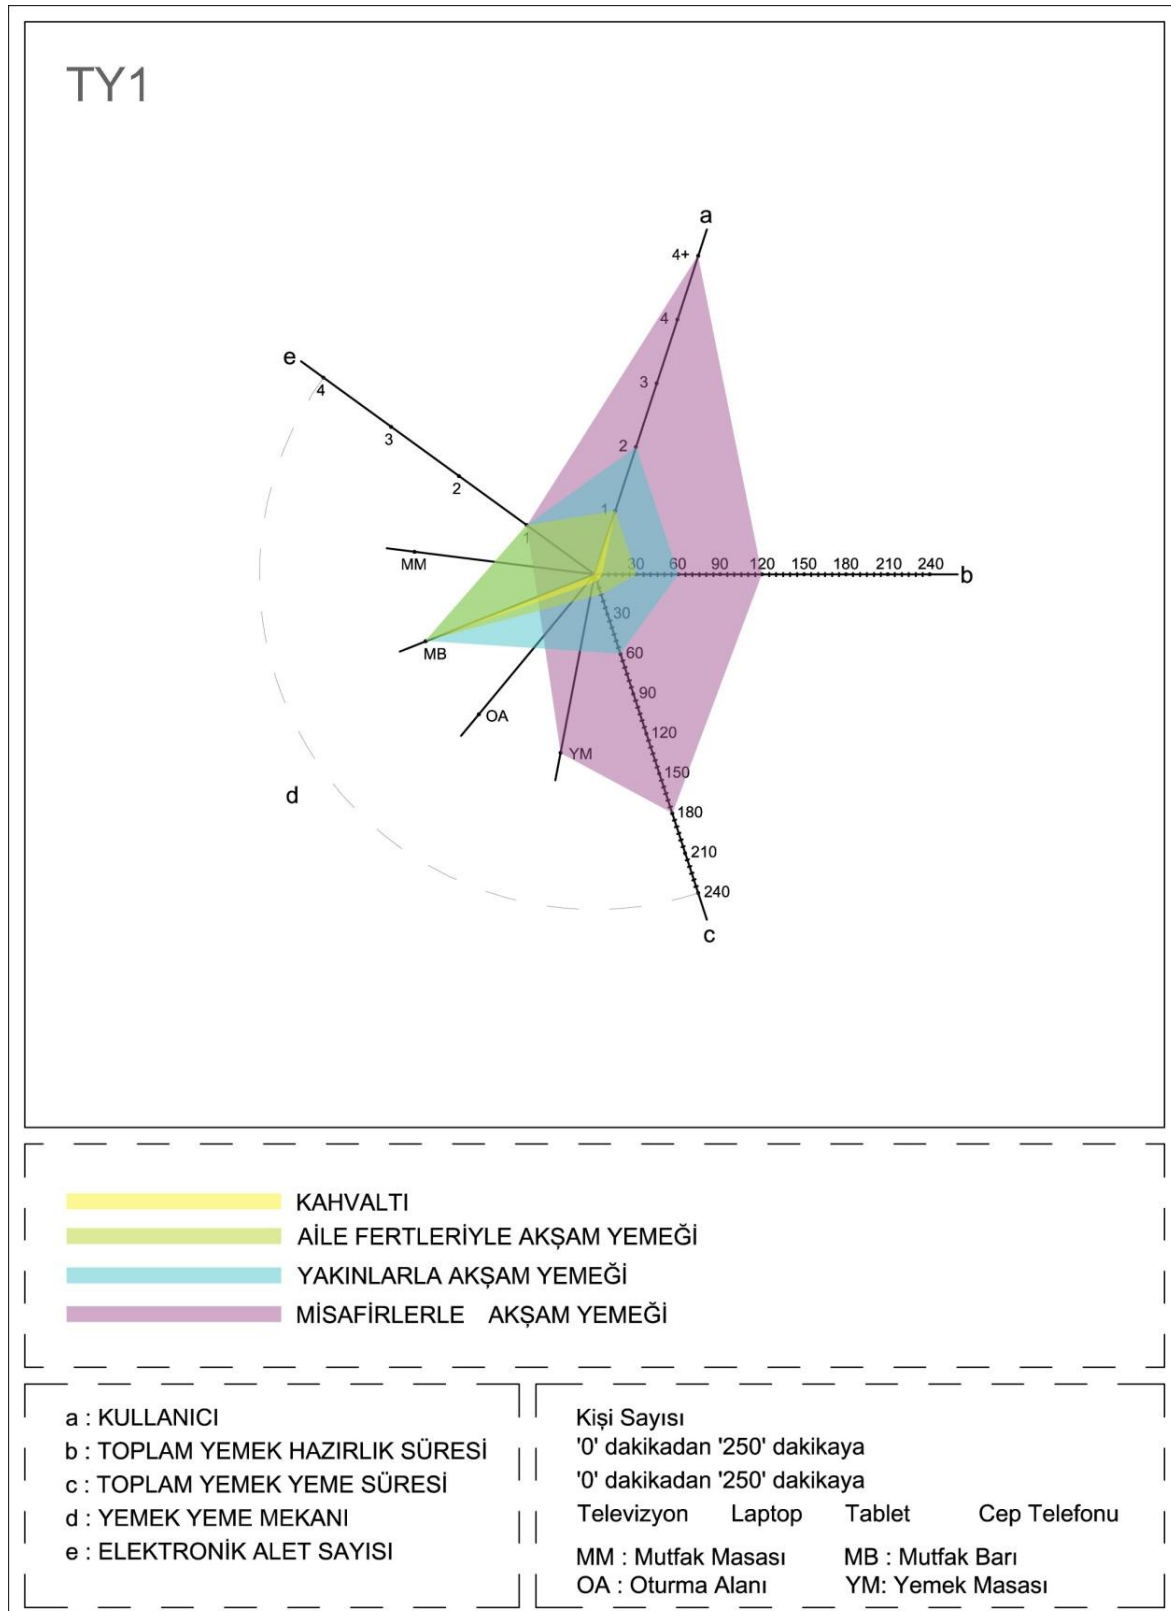 TY1
a
4+
4
3
2
1
e
4
3
2
1
30 60 90 120 150 180 210 240
b
MM
MB
OA
YM
30
60
90
120
150
180
210
240
c
d
KAHVALTI
AİLE FERTLERİYLE AKŞAM YEMEĞİ
YAKINLARLA AKŞAM YEMEĞİ
MİSAFİRLERLE AKŞAM YEMEĞİ
a : KULLANICI
b : TOPLAM YEMEK HAZIRLIK SÜRESİ
c : TOPLAM YEMEK YEME SÜRESİ
d : YEMEK YEME MEKANI
e : ELEKTRONİK ALET SAYISI
Kişi Sayısı
'0' dakikadan '250' dakikaya
'0' dakikadan '250' dakikaya
Televizyon Laptop Tablet Cep Telefonu
MM : Mutfak Masası MB : Mutfak Barı
OA : Oturma Alanı YM: Yemek Masası